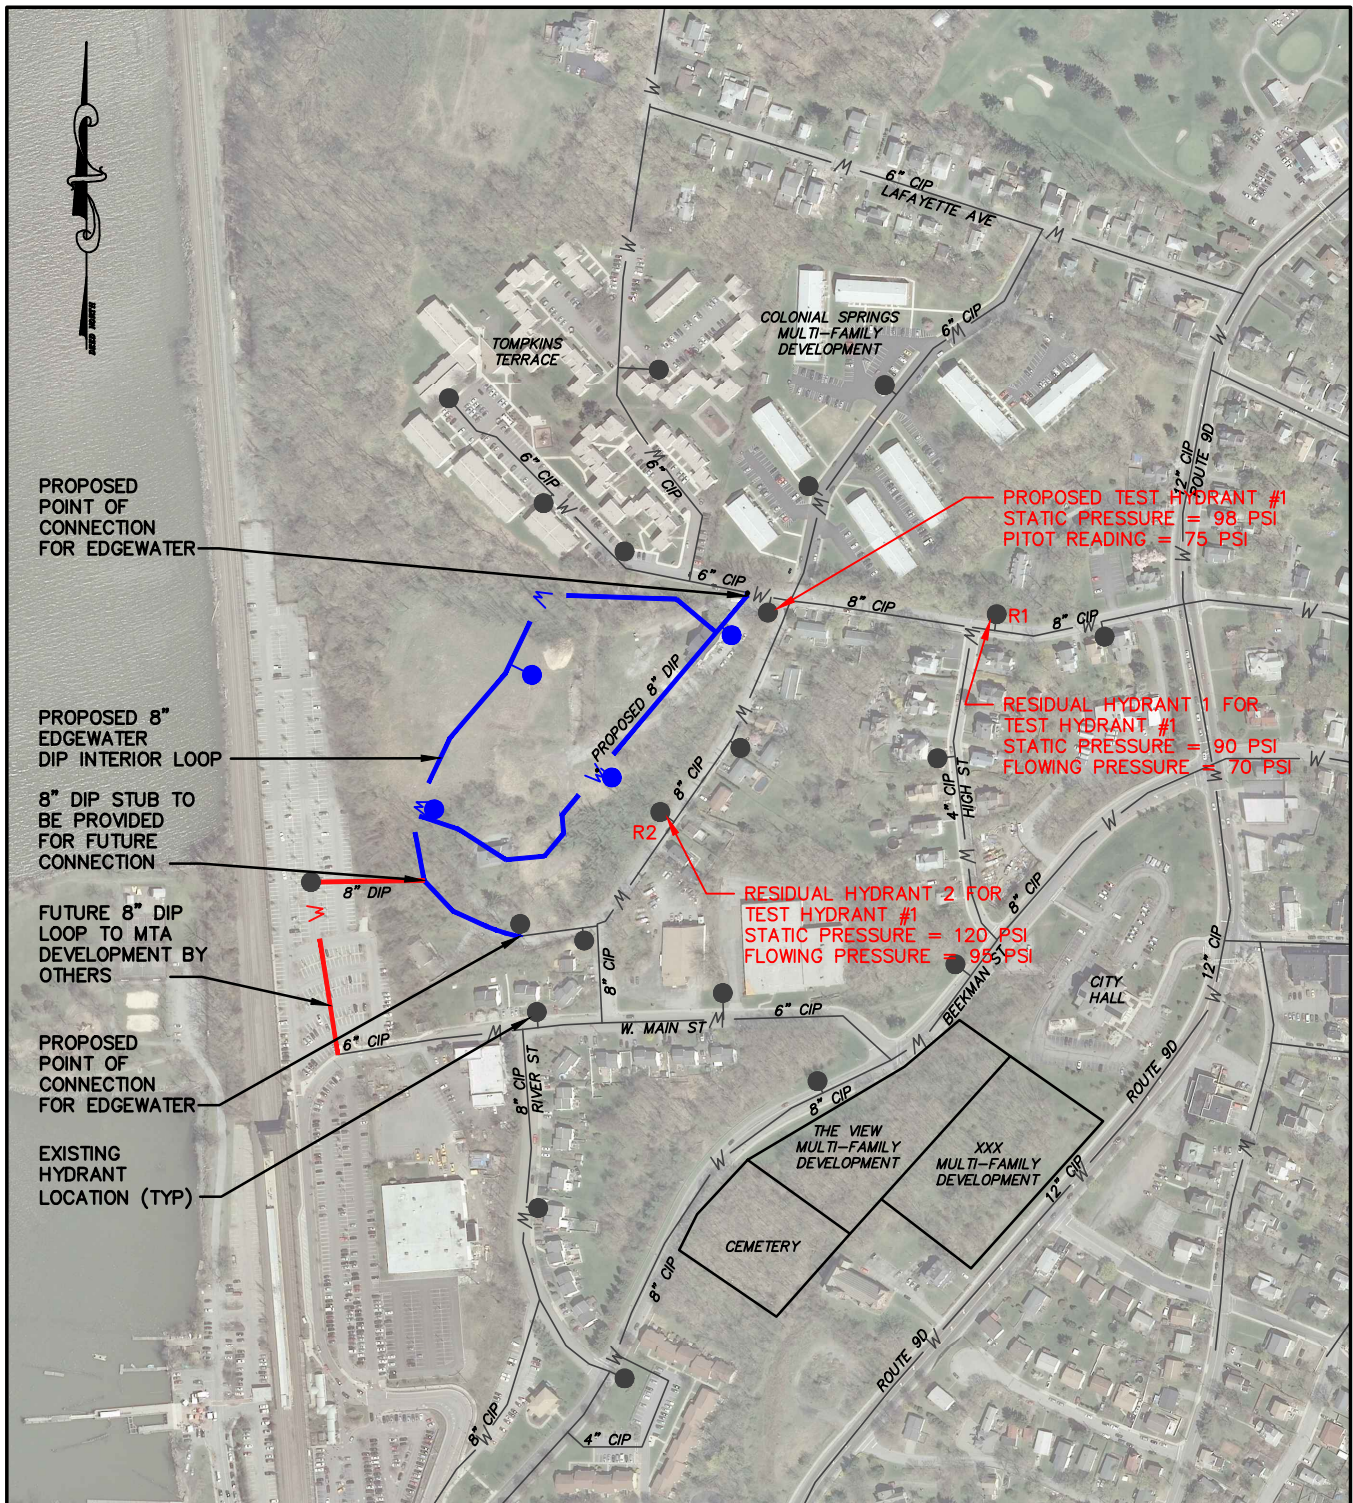 6" CIP
LAFAYETTE AVE
COLONIAL SPRINGS
MULTI-FAMILY
DEVELOPMENT
6" CIP
TOMPKINS
TERRACE
6" CIP
6" CIP
12" CIP
ROUTE 9D
PROPOSED
POINT OF
CONNECTION
FOR EDGEWATER
PROPOSED TEST HYDRANT #1
STATIC PRESSURE = 98 PSI
PITOT READING = 75 PSI
6" CIP
W
8" CIP
R1
8" CIP
PROPOSED 8" DIP
RESIDUAL HYDRANT 1 FOR
TEST HYDRANT #1
STATIC PRESSURE = 90 PSI
FLOWING PRESSURE = 70 PSI
PROPOSED 8"
EDGEWATER
DIP INTERIOR LOOP
8" CIP
4" CIP
HIGH ST
R2
8" DIP STUB TO
BE PROVIDED
FOR FUTURE
CONNECTION
8" DIP
8" CIP
RESIDUAL HYDRANT 2 FOR
TEST HYDRANT #1
STATIC PRESSURE = 120 PSI
FLOWING PRESSURE = 95 PSI
FUTURE 8" DIP
LOOP TO MTA
DEVELOPMENT BY
OTHERS
8" CIP
BEEKMAN ST
12" CIP
CITY
HALL
6" CIP
W. MAIN ST
6" CIP
PROPOSED
POINT OF
CONNECTION
FOR EDGEWATER
8" CIP
RIVER ST
8" CIP
ROUTE 9D
EXISTING
HYDRANT
LOCATION (TYP)
THE VIEW
MULTI-FAMILY
DEVELOPMENT
XXX
MULTI-FAMILY
DEVELOPMENT
12" CIP
CEMETERY
8" CIP
ROUTE 9D
8" CIP
4" CIP